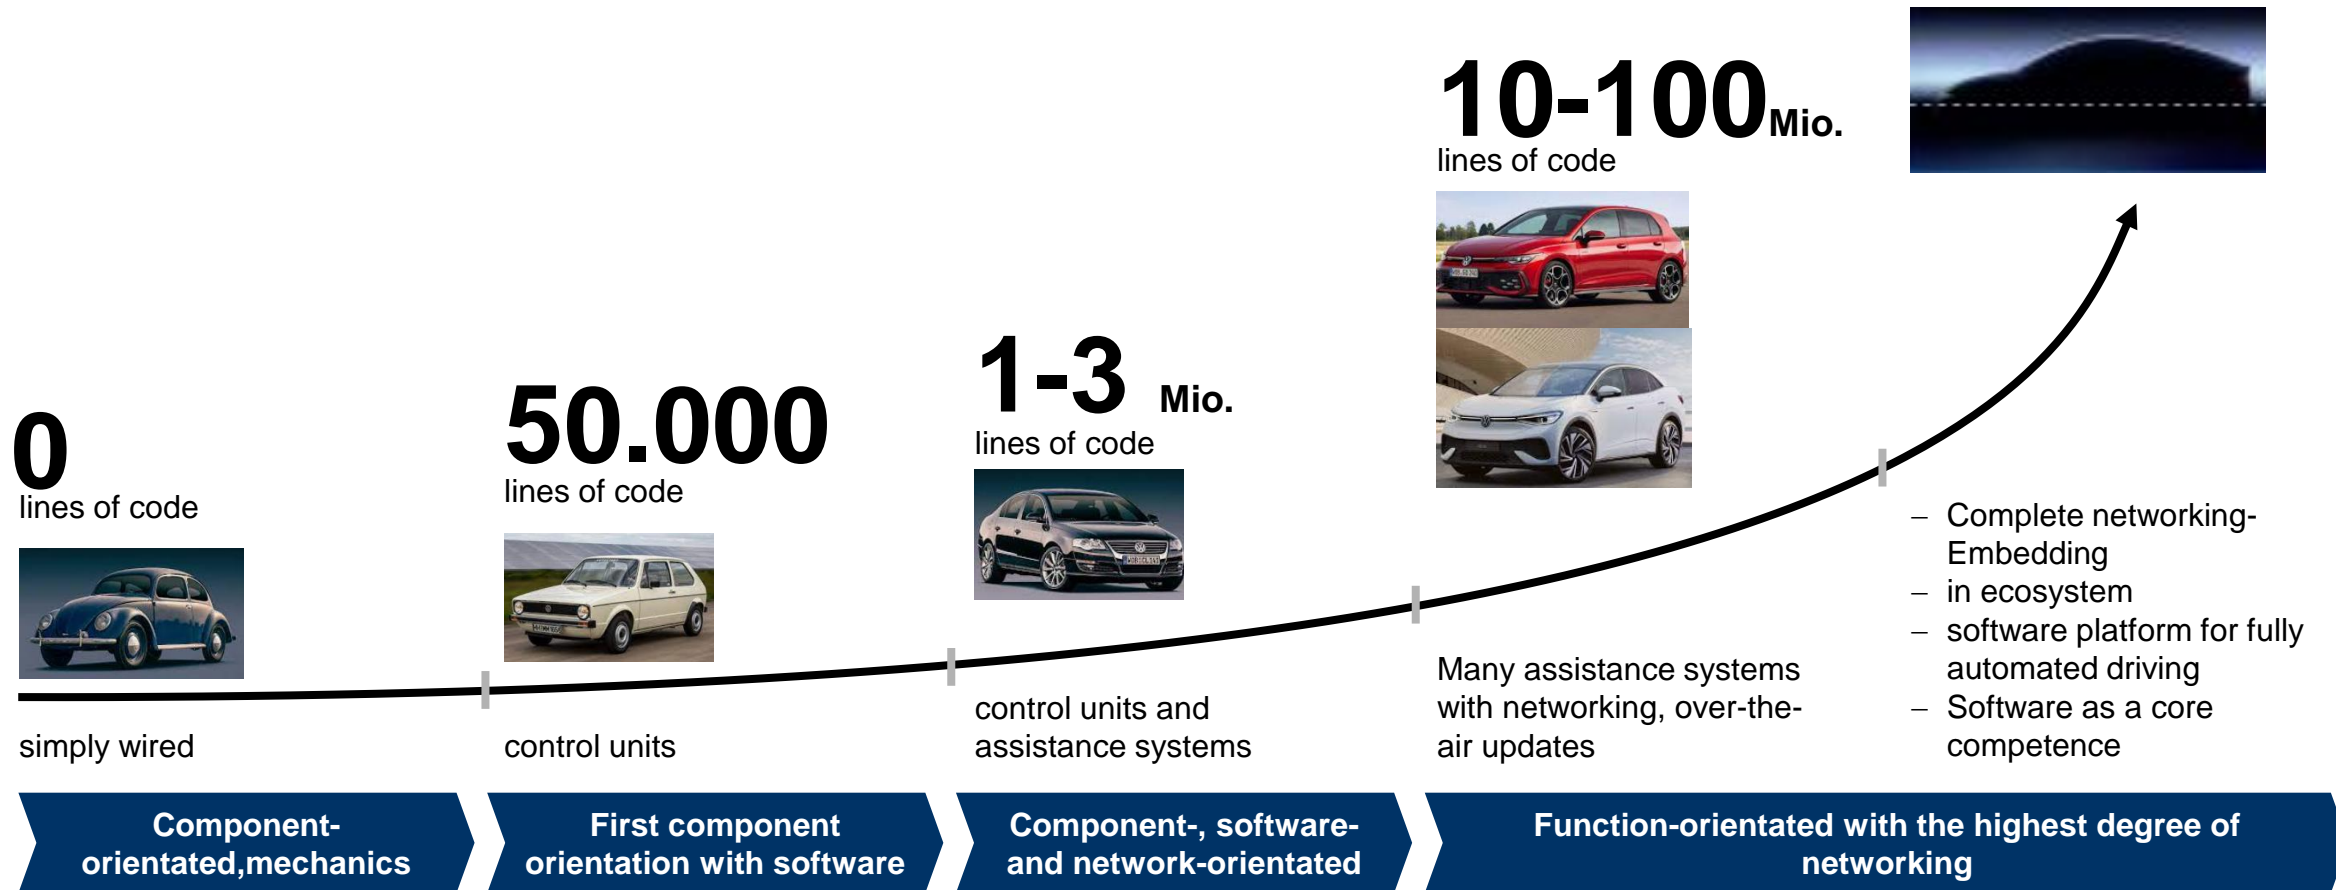 0
lines of code
simply wired
Component-
orientated,mechanics
50.000
lines of code
control units
First component
orientation with software
1-3 Mio.
lines of code
control units and
assistance systems
Component-, software-
and network-orientated
10-100Mio.
lines of code
Many assistance systems
with networking, over-the-
air updates
– Complete networking-
Embedding
– in ecosystem
– software platform for fully
automated driving
– Software as a core
competence
Function-orientated with the highest degree of
networking